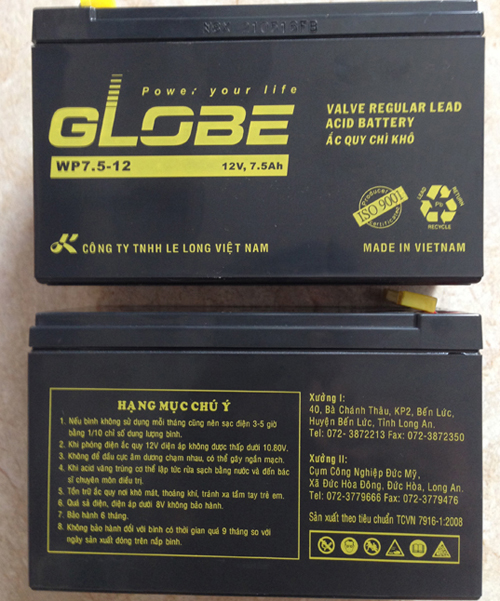 Power your life
GLOBE
WP7.5-12
12V, 7.5Ah
VALVE REGULAR LEAD
ACID BATTERY
ẮC QUY CHÌ KHÔ
Producer
ISO 9001
LEAD RETURN
Pb
RECYCLE
CÔNG TY TNHH LE LONG VIỆT NAM
MADE IN VIETNAM
HẠNG MỤC CHÚ Ý
1. Nếu bình không sử dụng mỗi tháng cũng nên sạc điện 3-5 giờ
bằng 1/10 chỉ số dung lượng bình.
2. Khi phóng điện ắc quy 12V điện áp không được thấp dưới 10.80V.
3. Không để đầu cực âm dương chạm nhau, có thể gây ngắn mạch.
4. Khi acid văng trúng cơ thể lập tức rửa sạch bằng nước và đến bác
sĩ chuyên môn điều trị.
5. Tồn trữ ắc quy nơi khô mát, thoáng khí, tránh xa tầm tay trẻ em.
6. Quá sả điện, điện áp dưới 8V không bảo hành.
7. Bảo hành 6 tháng.
8. Không bảo hành đối với bình có thời gian quá 9 tháng so với
ngày sản xuất đóng trên nắp bình.
Xưởng I:
40, Bà Chánh Thâu, KP2, Bến Lức,
Huyện Bến Lức, Tỉnh Long An.
Tel: 072- 3872213 Fax: 072-3872350
Xưởng II:
Cụm Công Nghiệp Đức Mỹ,
Xã Đức Hòa Đông, Đức Hòa, Long An.
Tel: 072-3779666 Fax: 072-3779476
Sản xuất theo tiêu chuẩn TCVN 7916-1:2008